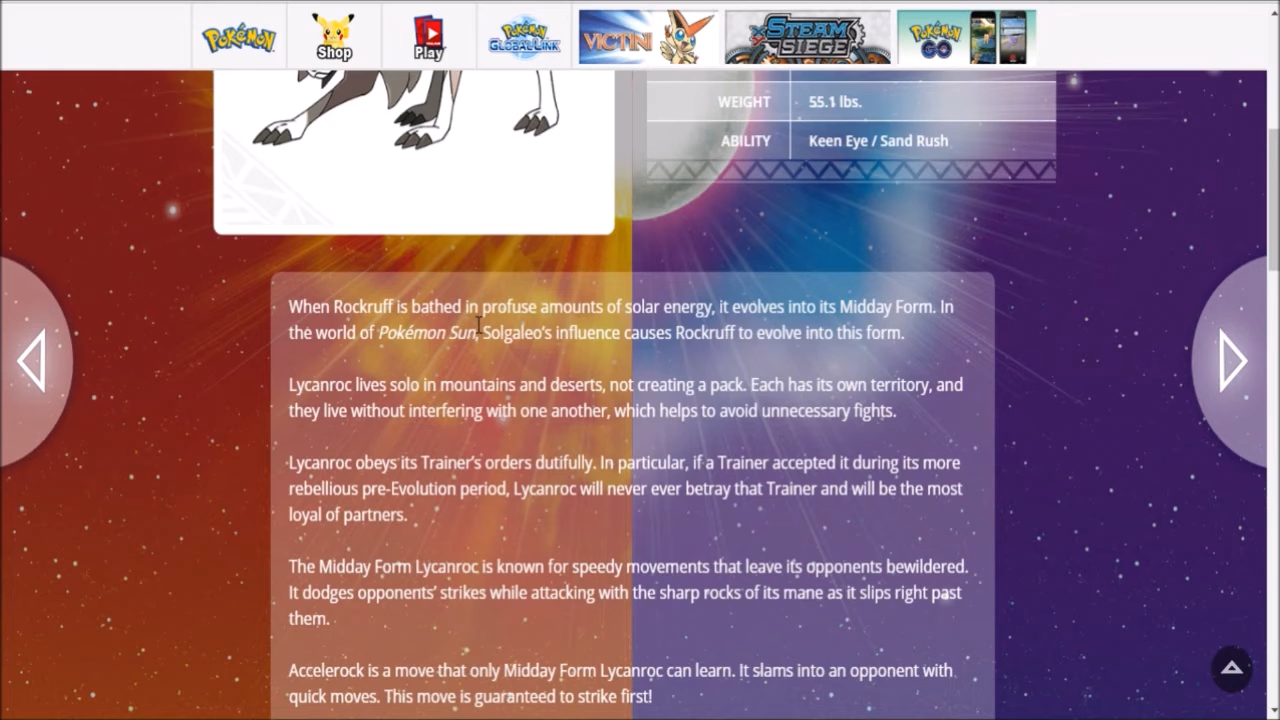 Pokémon
Shop
Play
Pokémon
Global Link
VICTINI
STEAM
SIEGE
Pokémon
GO
WEIGHT 55.1 lbs.
ABILITY Keen Eye / Sand Rush
When Rockruff is bathed in profuse amounts of solar energy, it evolves into its Midday Form. In
the world of Pokémon Sun, Solgaleo's influence causes Rockruff to evolve into this form.
Lycanroc lives solo in mountains and deserts, not creating a pack. Each has its own territory, and
they live without interfering with one another, which helps to avoid unnecessary fights.
Lycanroc obeys its Trainer's orders dutifully. In particular, if a Trainer accepted it during its more
rebellious pre-Evolution period, Lycanroc will never ever betray that Trainer and will be the most
loyal of partners.
The Midday Form Lycanroc is known for speedy movements that leave its opponents bewildered.
It dodges opponents' strikes while attacking with the sharp rocks of its mane as it slips right past
them.
Accelerock is a move that only Midday Form Lycanroc can learn. It slams into an opponent with
quick moves. This move is guaranteed to strike first!